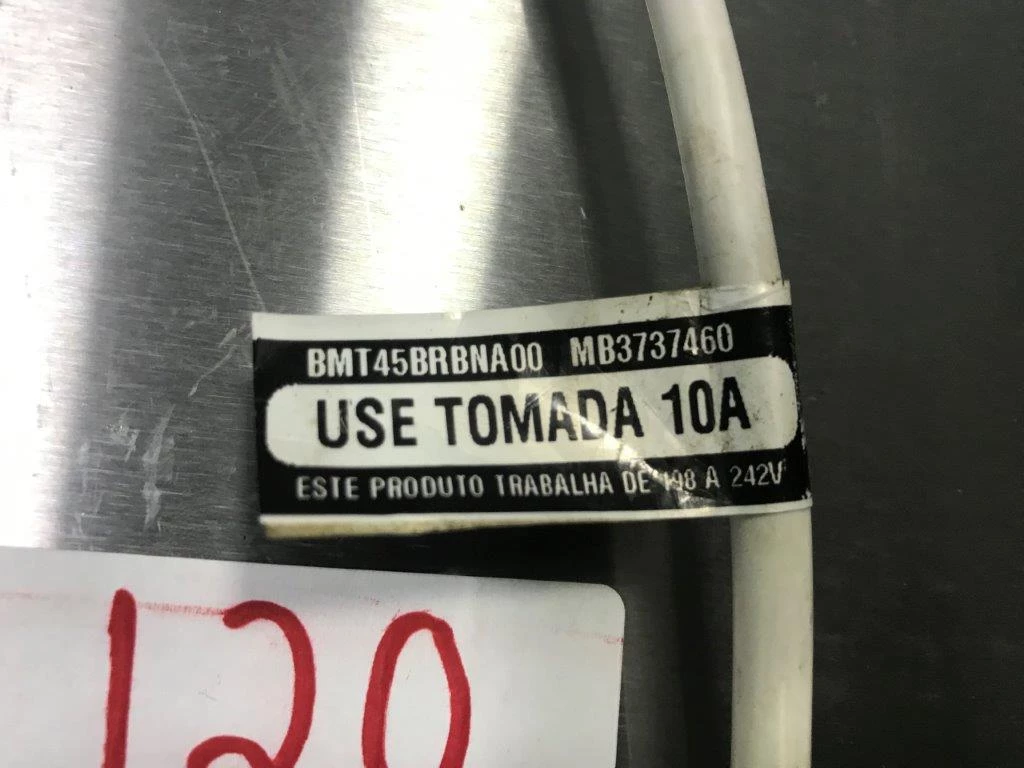 BMT45BRBNA00 MB3737460
USE TOMADA 10A
ESTE PRODUTO TRABALHA DE 198 A 242V
120